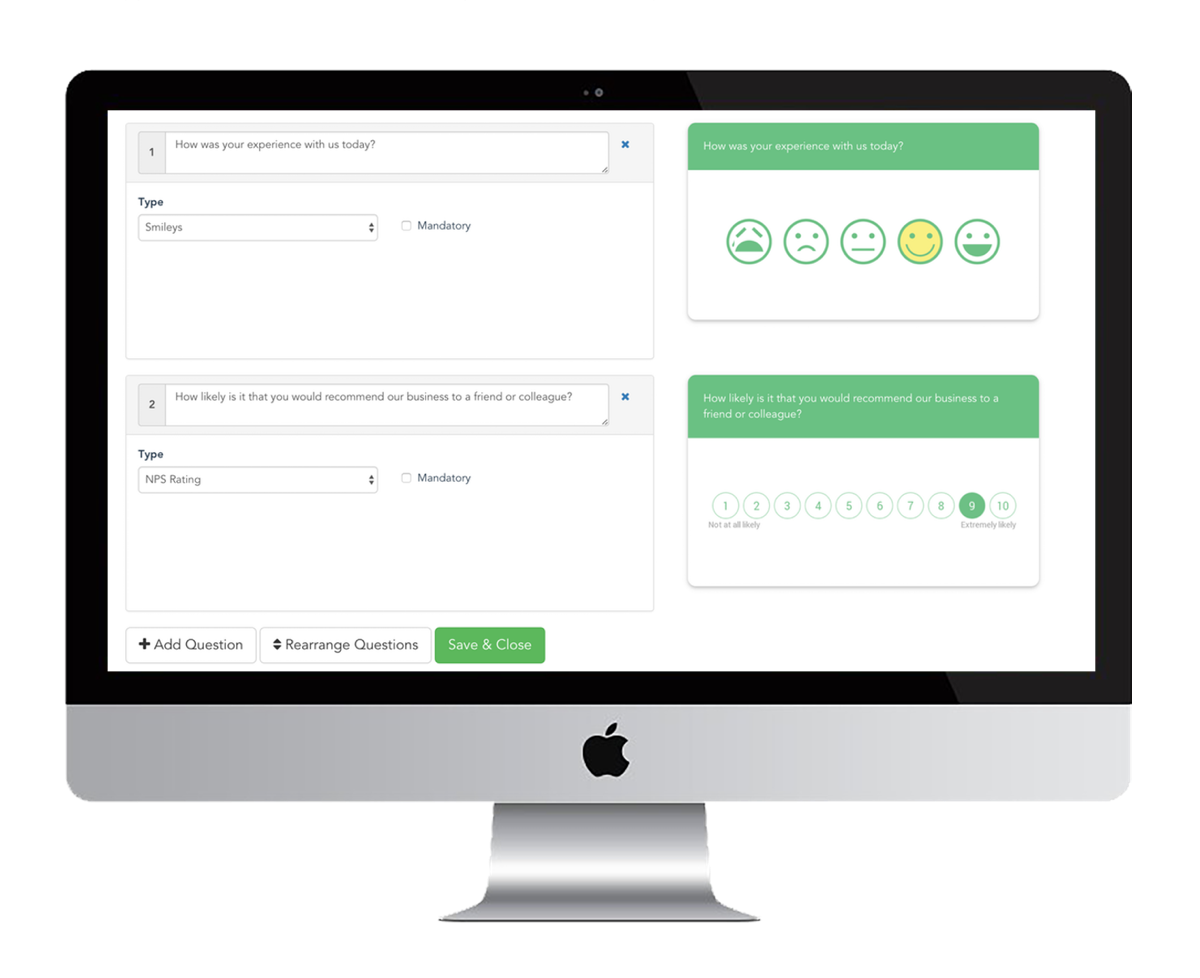 1
How was your experience with us today?
Type
Smileys
Mandatory
How was your experience with us today?
2
How likely is it that you would recommend our business to a friend or colleague?
Type
NPS Rating
Mandatory
How likely is it that you would recommend our business to a
friend or colleague?
1 2 3 4 5 6 7 8 9 10
Not at all likely Extremely likely
Add Question Rearrange Questions Save & Close